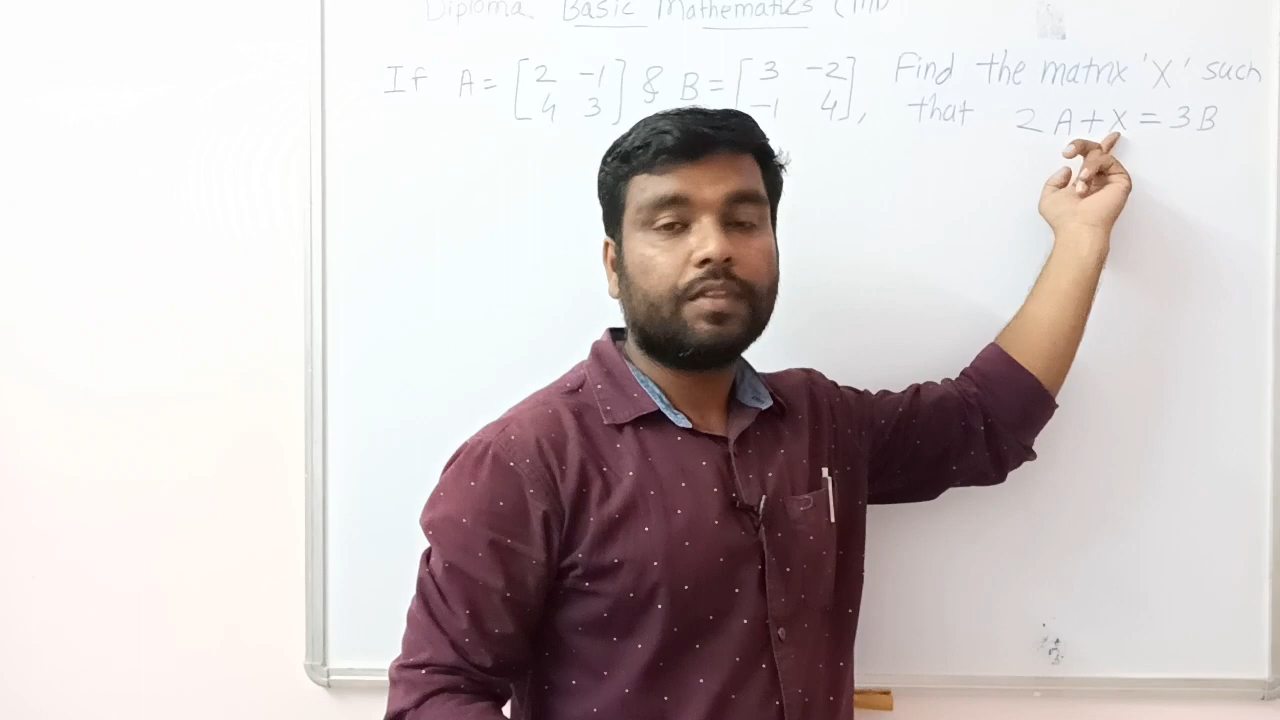 Diploma Basic Mathematics (M1)
If A = [ 2 -1 4 3 ] & B = [ 3 -2 -1 4 ], Find the matrix 'X' such
that 2A+X=3B